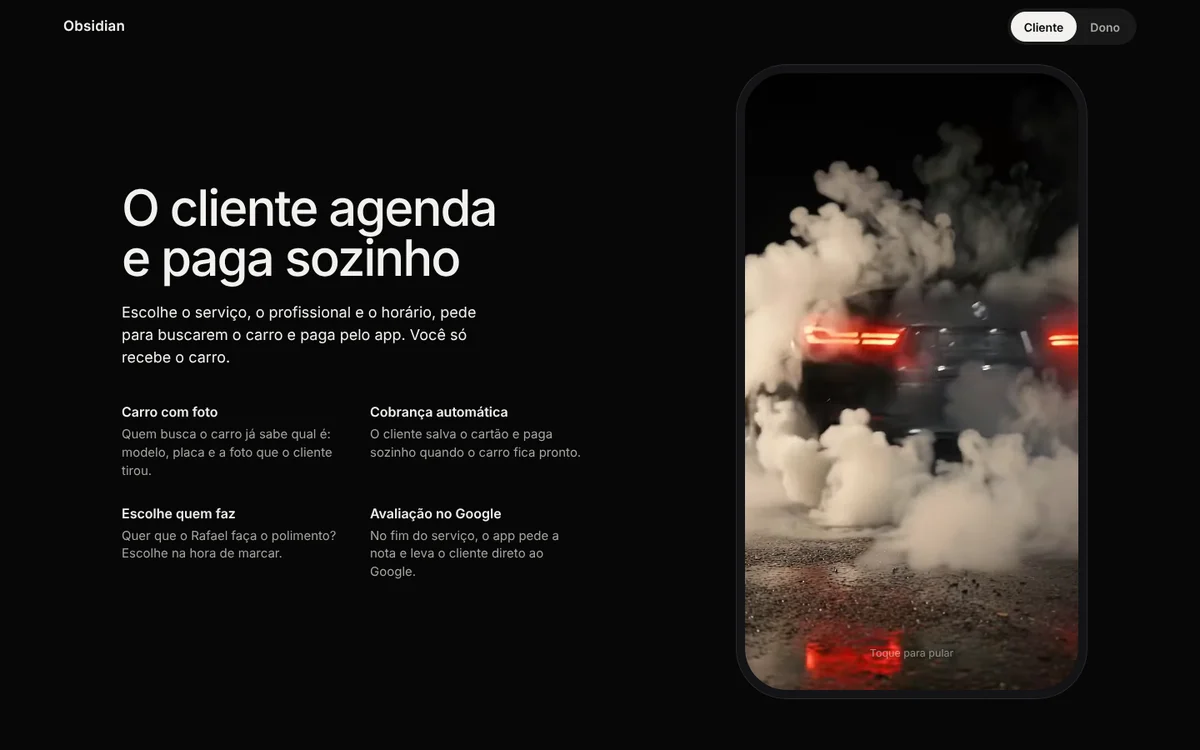 Obsidian
Cliente
Dono
O cliente agenda
e paga sozinho
Escolhe o serviço, o profissional e o horário, pede
para buscarem o carro e paga pelo app. Você só
recebe o carro.
Carro com foto
Quem busca o carro já sabe qual é:
modelo, placa e a foto que o cliente
tirou.
Cobrança automática
O cliente salva o cartão e paga
sozinho quando o carro fica pronto.
Escolhe quem faz
Quer que o Rafael faça o polimento?
Escolhe na hora de marcar.
Avaliação no Google
No fim do serviço, o app pede a
nota e leva o cliente direto ao
Google.
Toque para pular